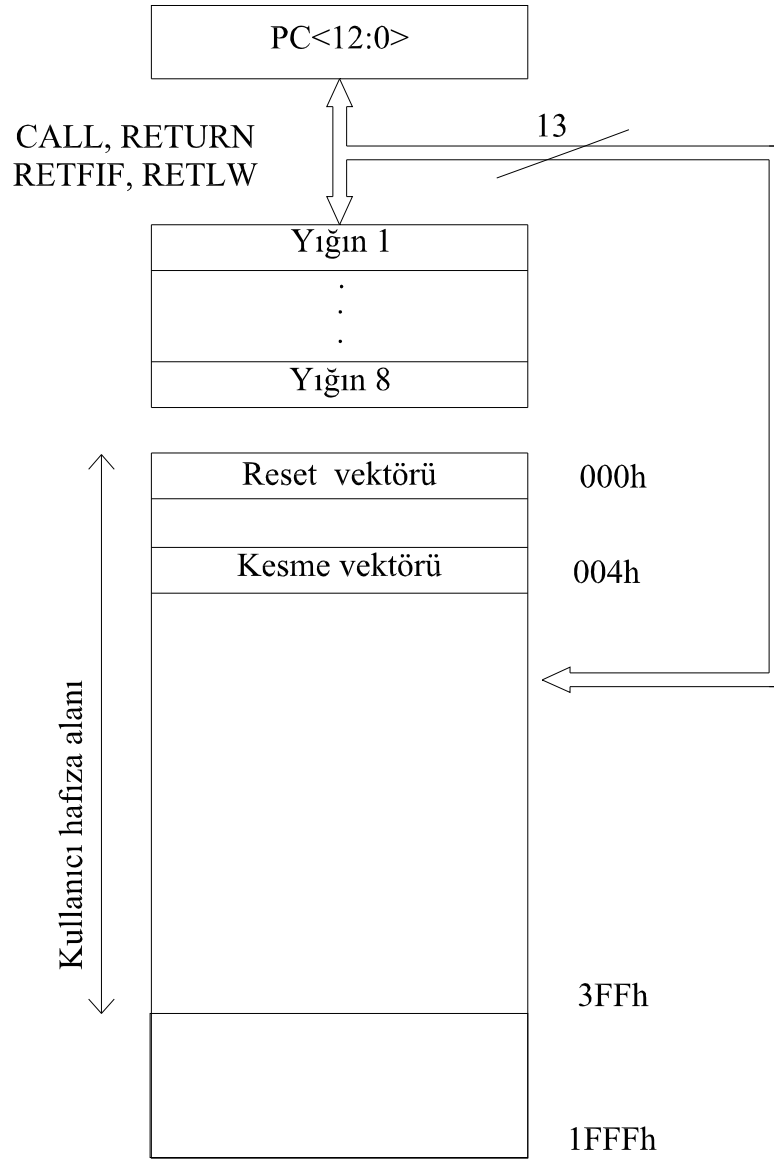 PC<12:0>
13
CALL, RETURN
RETFIF, RETLW
Yığın 1
.
.
.
Yığın 8
Reset vektörü
000h
Kesme vektörü
004h
Kullanıcı hafıza alanı
3FFh
1FFFh